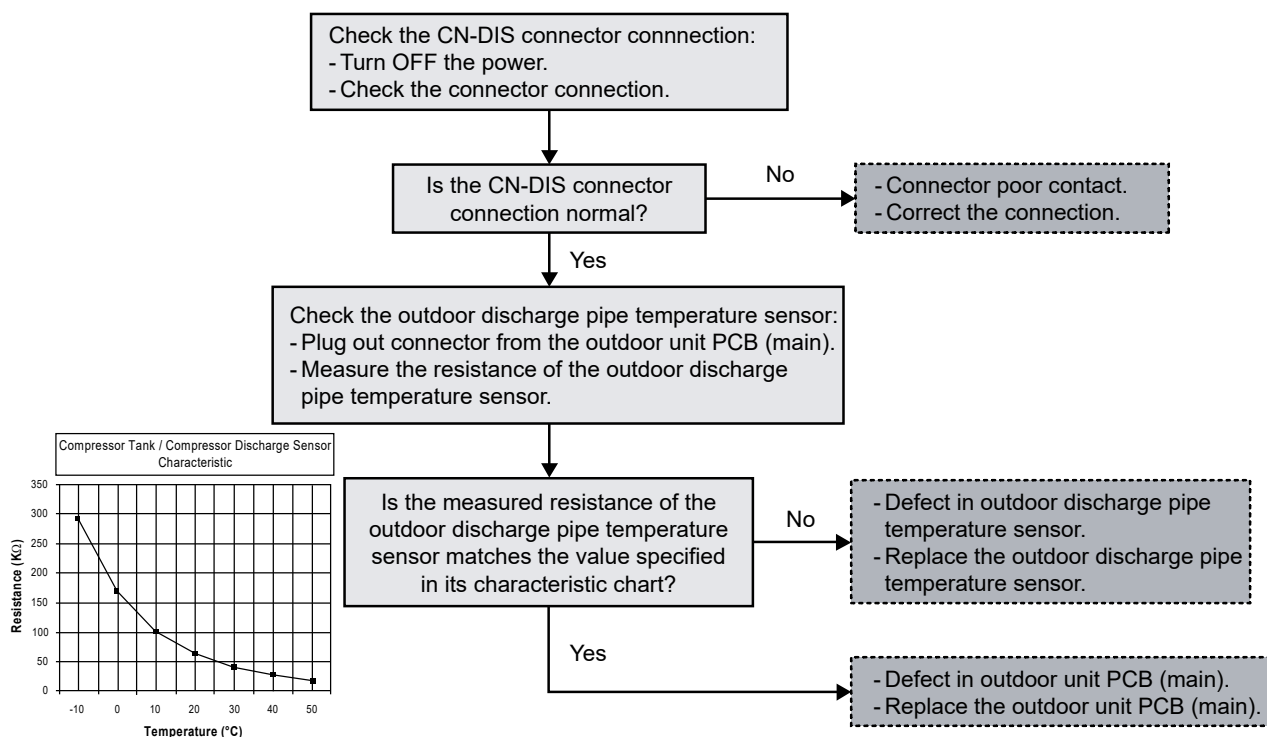 Check the CN-DIS connector connnection:
- Turn OFF the power.
- Check the connector connection.
Is the CN-DIS connector
connection normal?
No
- Connector poor contact.
- Correct the connection.
Yes
Check the outdoor discharge pipe temperature sensor:
- Plug out connector from the outdoor unit PCB (main).
- Measure the resistance of the outdoor discharge
pipe temperature sensor.
Compressor Tank / Compressor Discharge Sensor
Characteristic
350
300
250
200
150
100
50
0
Resistance (KΩ)
-10 0 10 20 30 40 50
Temperature (°C)
Is the measured resistance of the
outdoor discharge pipe temperature
sensor matches the value specified
in its characteristic chart?
No
- Defect in outdoor discharge pipe
temperature sensor.
- Replace the outdoor discharge pipe
temperature sensor.
Yes
- Defect in outdoor unit PCB (main).
- Replace the outdoor unit PCB (main).